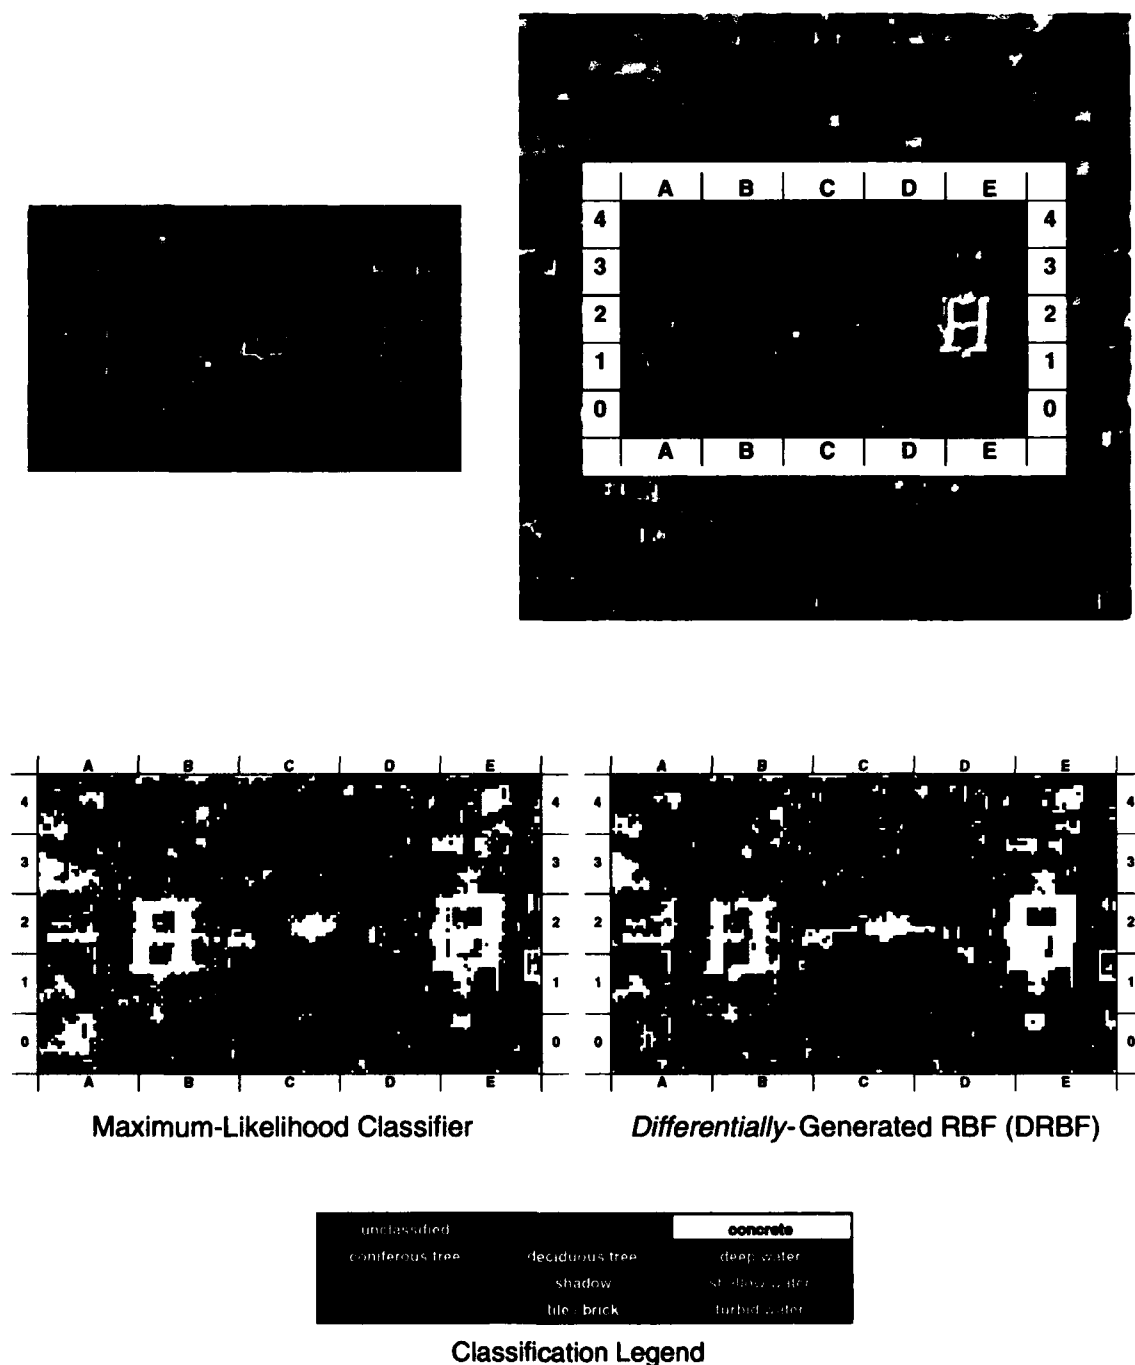 A B C D E
4 4
3 3
2 2
1 1
0 0
A B C D E
A B C D E A B C D E
4 4 4 4
3 3 3 3
2 2 2 2
1 1 1 1
0 0 0 0
A B C D E A B C D E
Maximum-Likelihood Classifier Differentially-Generated RBF (DRBF)
unclassified concrete
coniferous tree deciduous tree deep water
shadow shallow water
tile / brick turbid water
Classification Legend